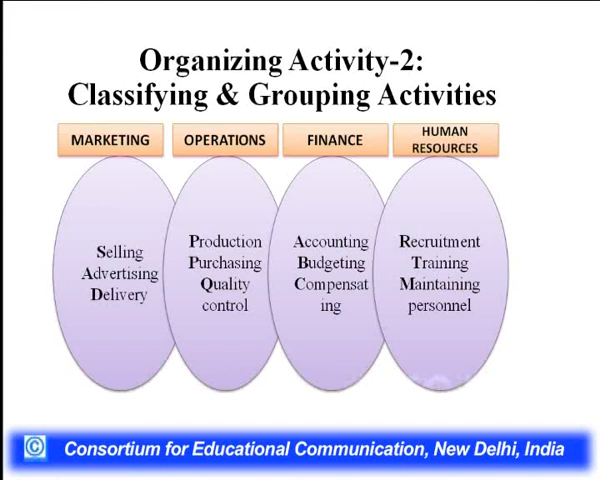 Organizing Activity-2:
Classifying & Grouping Activities
MARKETING
OPERATIONS
FINANCE
HUMAN
RESOURCES
Selling
Advertising
Delivery
Production
Purchasing
Quality
control
Accounting
Budgeting
Compensat
ing
Recruitment
Training
Maintaining
personnel
© Consortium for Educational Communication, New Delhi, India